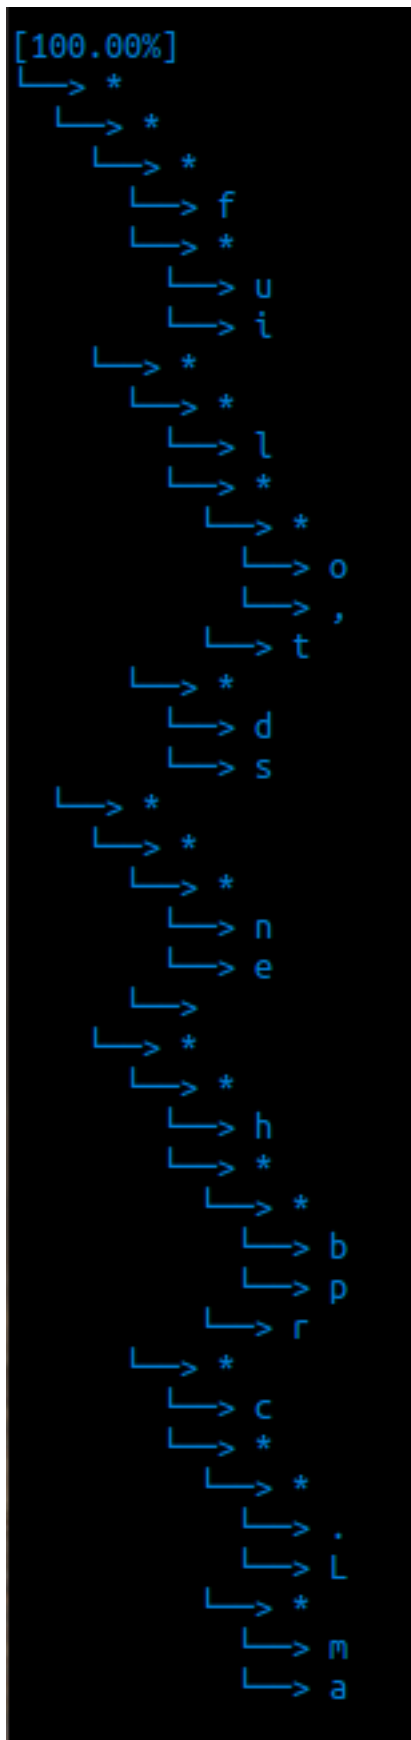 [100.00%]
└──> *
   └──> *
      └──> *
         └──> f
         └──> *
            └──> u
            └──> i
      └──> *
         └──> *
            └──> l
            └──> *
               └──> *
                  └──> o
                  └──> ,
               └──> t
         └──> *
            └──> d
            └──> s
   └──> *
      └──> *
         └──> *
            └──> n
            └──> e
         └──>
      └──> *
         └──> *
            └──> h
            └──> *
               └──> *
                  └──> b
                  └──> p
               └──> r
         └──> *
            └──> c
            └──> *
               └──> *
                  └──> .
                  └──> L
               └──> *
                  └──> m
                  └──> a